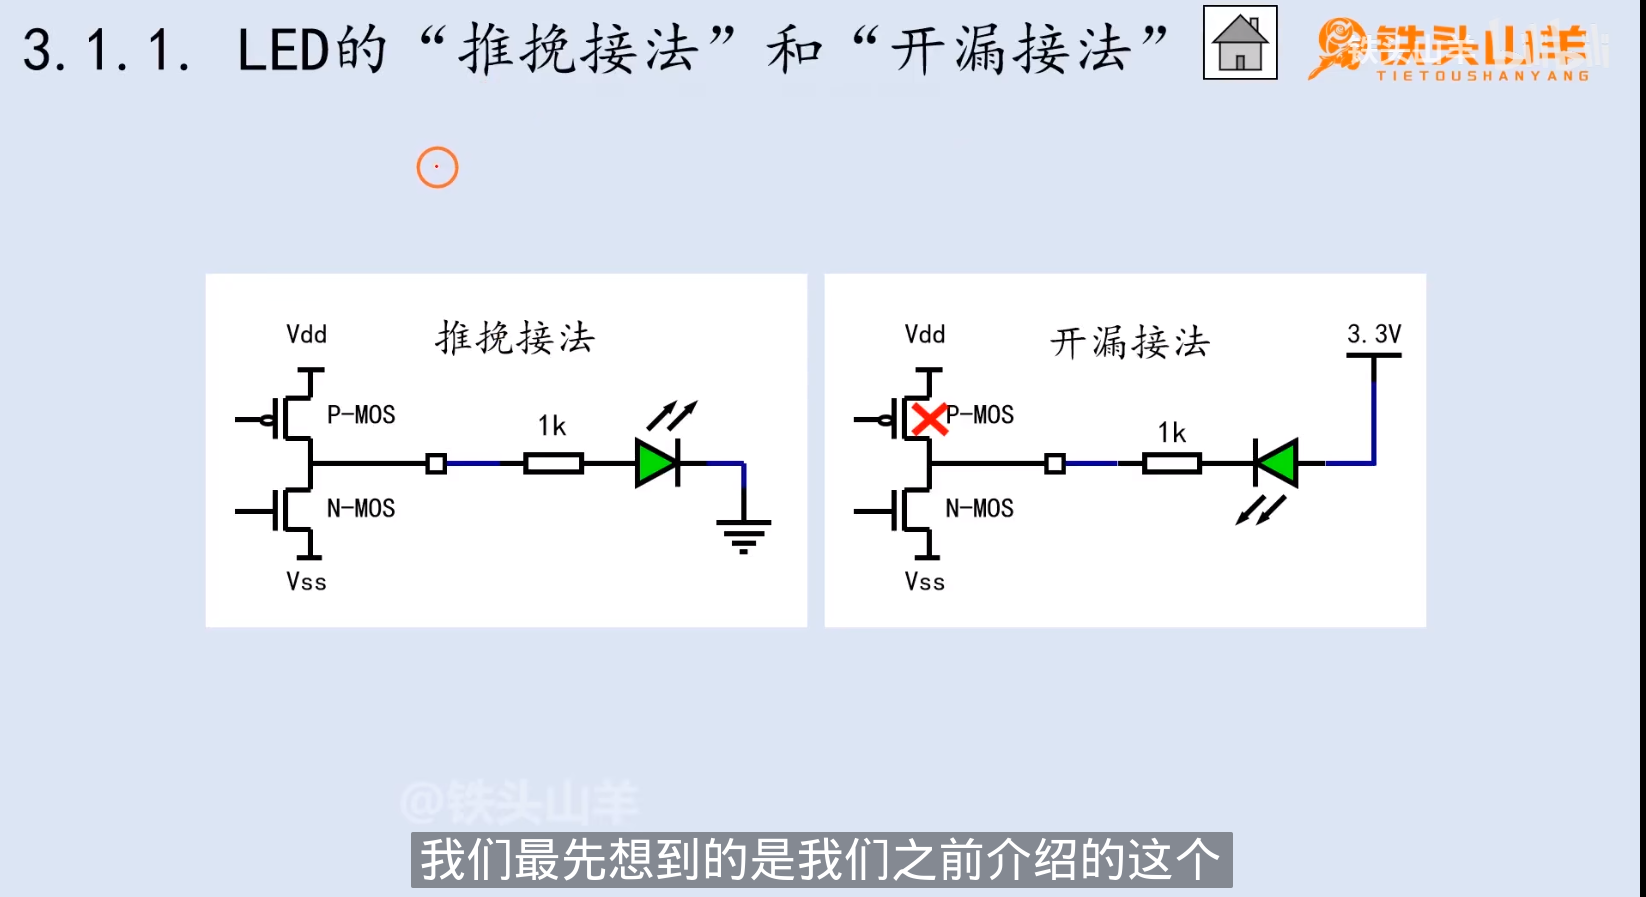 3.1.1. LED的“推挽接法”和“开漏接法”
铁头山羊
TIETOUSHANYANG
推挽接法
Vdd
P-MOS
1k
N-MOS
Vss
开漏接法
Vdd
3.3V
P-MOS
1k
N-MOS
Vss
@铁头山羊
我们最先想到的是我们之前介绍的这个